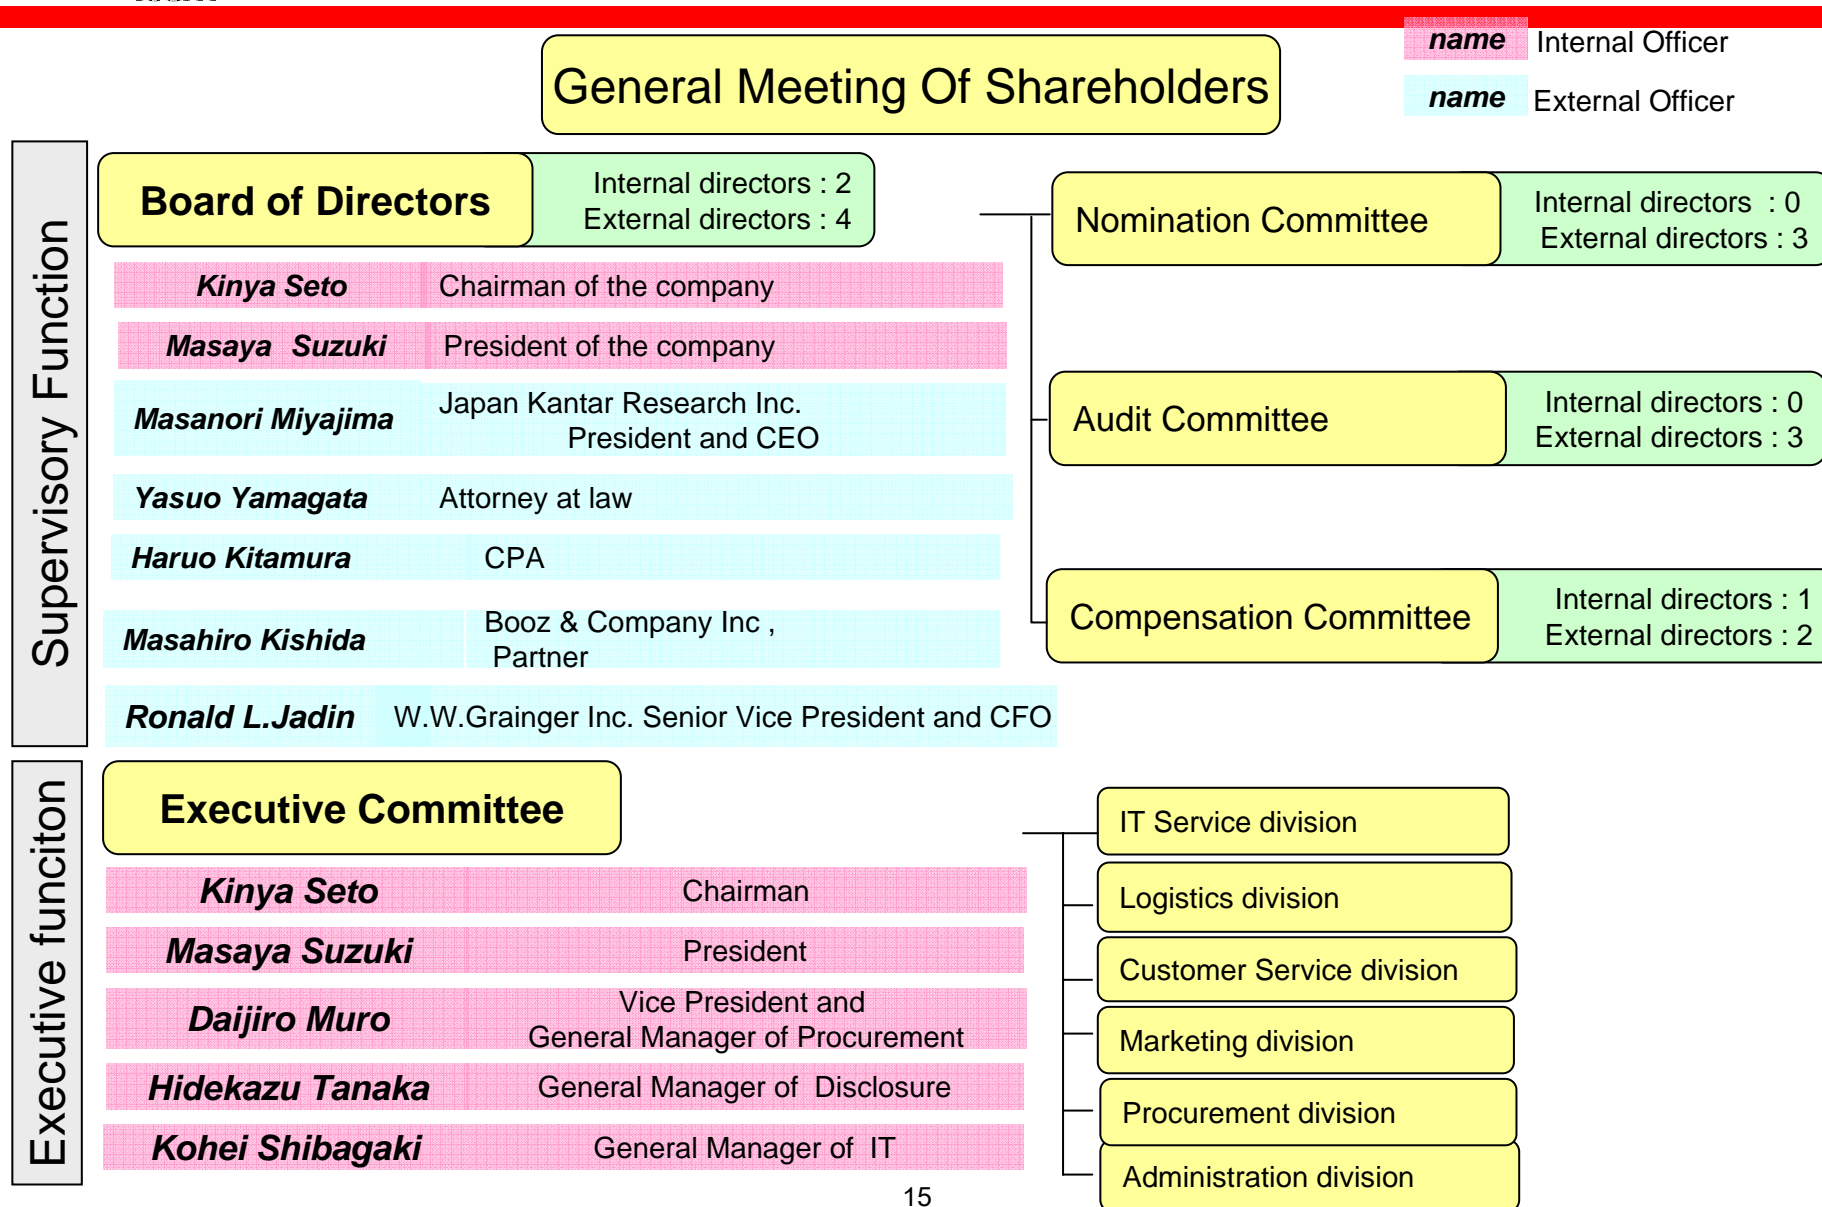 name Internal Officer
General Meeting Of Shareholders
name External Officer
Supervisory Function
Board of Directors
Internal directors : 2
External directors : 4
Kinya Seto Chairman of the company
Masaya Suzuki President of the company
Masanori Miyajima
Japan Kantar Research Inc.
President and CEO
Yasuo Yamagata Attorney at law
Haruo Kitamura CPA
Masahiro Kishida
Booz & Company Inc ,
Partner
Ronald L.Jadin W.W.Grainger Inc. Senior Vice President and CFO
Nomination Committee
Internal directors : 0
External directors : 3
Audit Committee
Internal directors : 0
External directors : 3
Compensation Committee
Internal directors : 1
External directors : 2
Executive funciton
Executive Committee
Kinya Seto Chairman
Masaya Suzuki President
Daijiro Muro
Vice President and
General Manager of Procurement
Hidekazu Tanaka General Manager of Disclosure
Kohei Shibagaki General Manager of IT
IT Service division
Logistics division
Customer Service division
Marketing division
Procurement division
Administration division
15